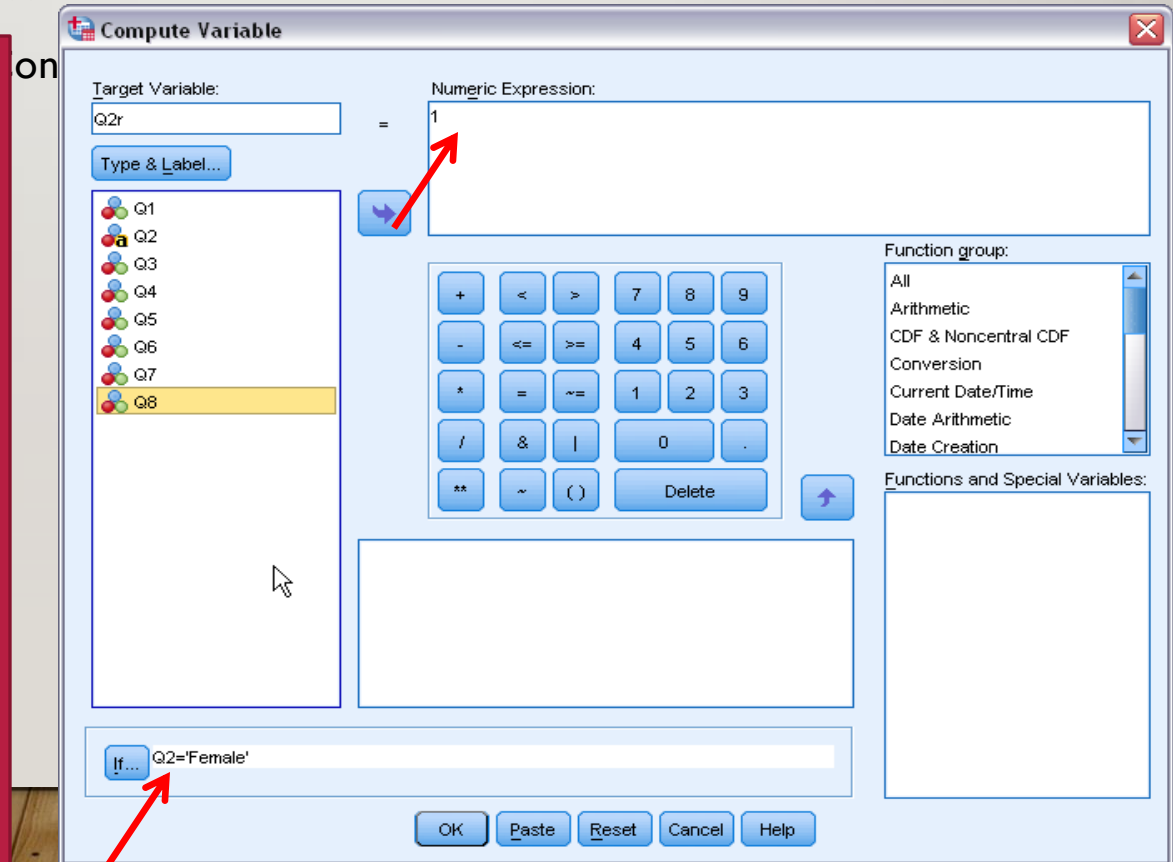 on
Compute Variable
Target Variable:
Q2r
=
Numeric Expression:
1
Type & Label...
Q1
Q2
a
Q3
Q4
Q5
Q6
Q7
Q8
+ < > 7 8 9
- <= >= 4 5 6
* = ~= 1 2 3
/ & | 0 .
** ~ ( ) Delete
Function group:
All
Arithmetic
CDF & Noncentral CDF
Conversion
Current Date/Time
Date Arithmetic
Date Creation
Functions and Special Variables:
If... Q2='Female'
OK Paste Reset Cancel Help